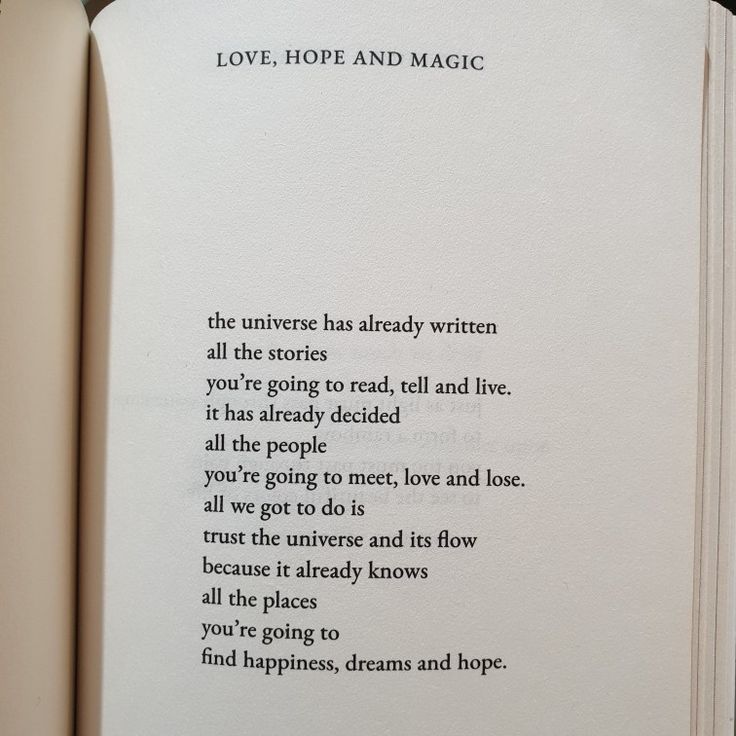 LOVE, HOPE AND MAGIC
the universe has already written
all the stories
you're going to read, tell and live.
it has already decided
all the people
you're going to meet, love and lose.
all we got to do is
trust the universe and its flow
because it already knows
all the places
you're going to
find happiness, dreams and hope.